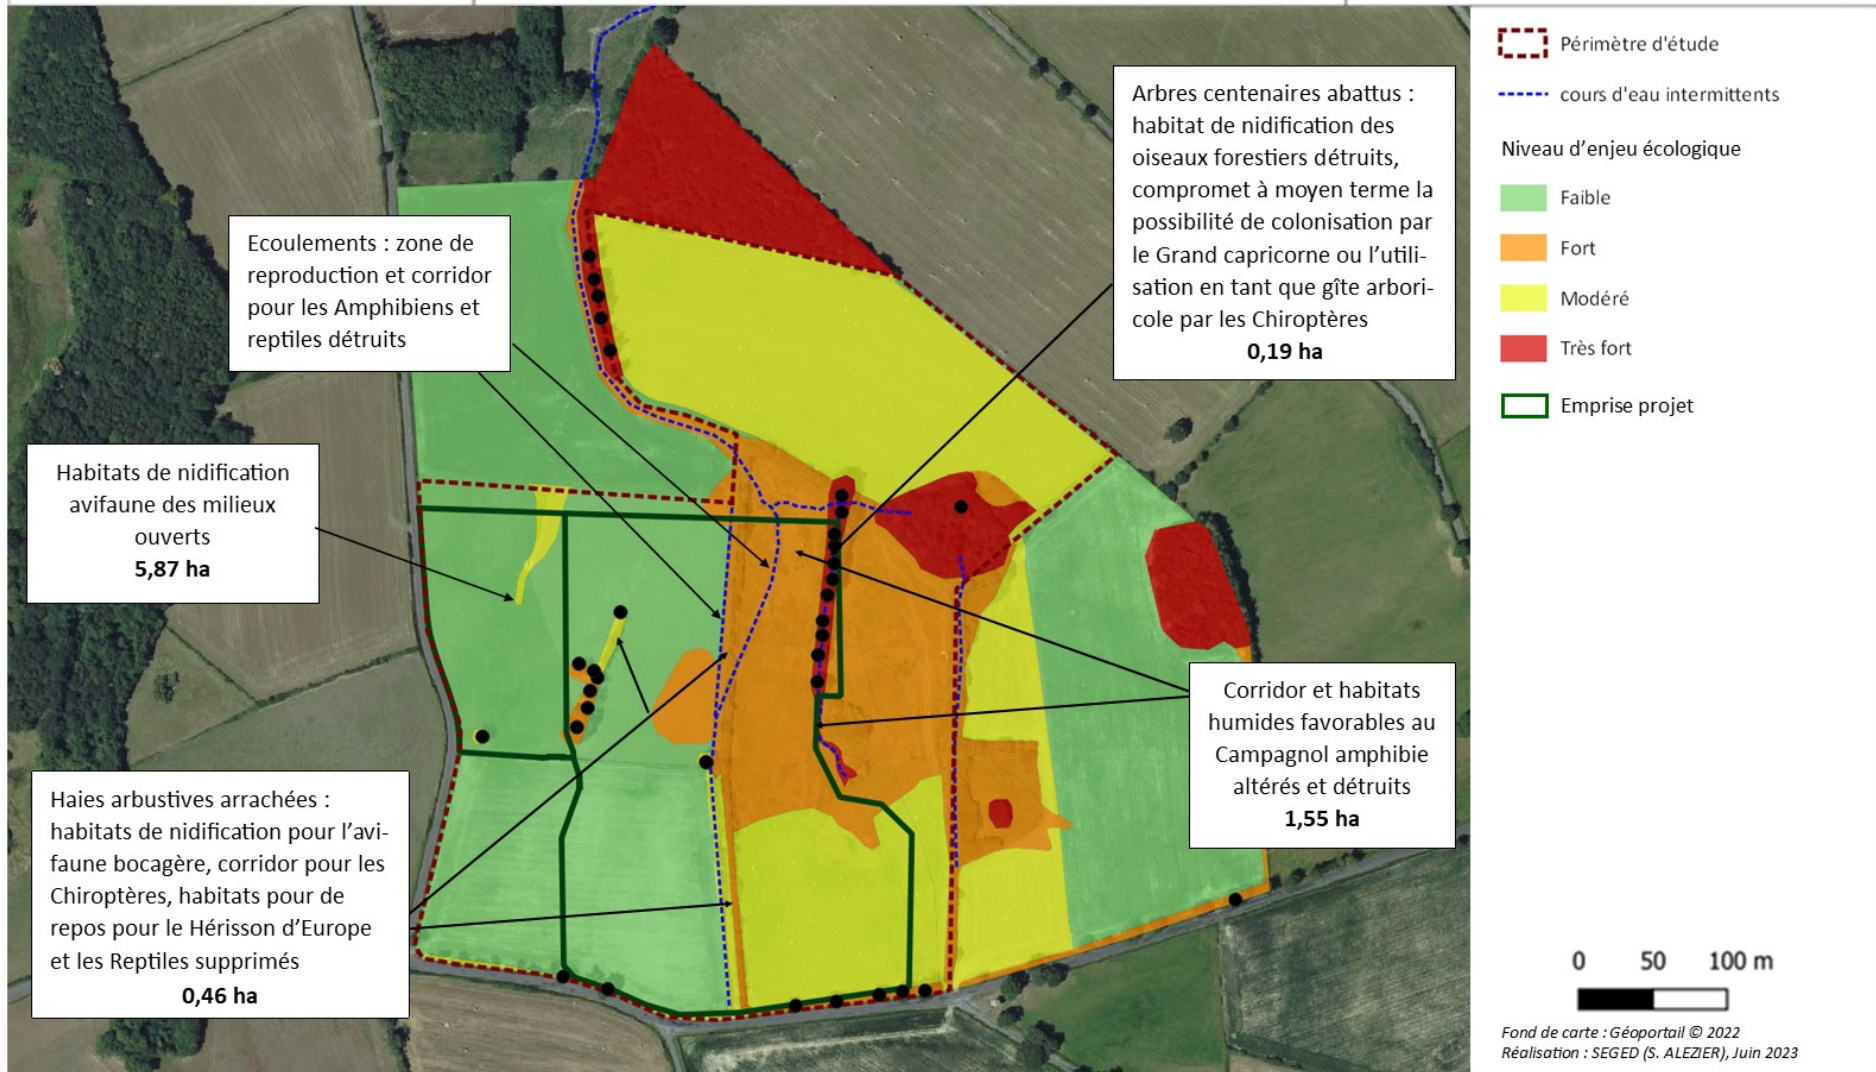 Ecoulements : zone de
reproduction et corridor
pour les Amphibiens et
reptiles détruits
Arbres centenaires abattus :
habitat de nidification des
oiseaux forestiers détruits,
compromet à moyen terme la
possibilité de colonisation par
le Grand capricorne ou l’utili-
sation en tant que gîte arbori-
cole par les Chiroptères
0,19 ha
Habitats de nidification
avifaune des milieux
ouverts
5,87 ha
Corridor et habitats
humides favorables au
Campagnol amphibie
altérés et détruits
1,55 ha
Haies arbustives arrachées :
habitats de nidification pour l’avi-
faune bocagère, corridor pour les
Chiroptères, habitats pour de
repos pour le Hérisson d’Europe
et les Reptiles supprimés
0,46 ha
Périmètre d'étude
cours d'eau intermittents
Niveau d’enjeu écologique
Faible
Fort
Modéré
Très fort
Emprise projet
0 50 100 m
Fond de carte : Géoportail © 2022
Réalisation : SEGED (S. ALEZIER), Juin 2023